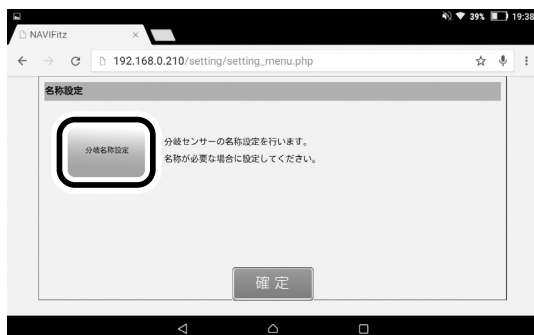 39% 19:38
NAVIFitz ×
192.168.0.210/setting/setting_menu.php
名称設定
分岐名称設定
分岐センサーの名称設定を行います。
名称が必要な場合に設定してください。
確定